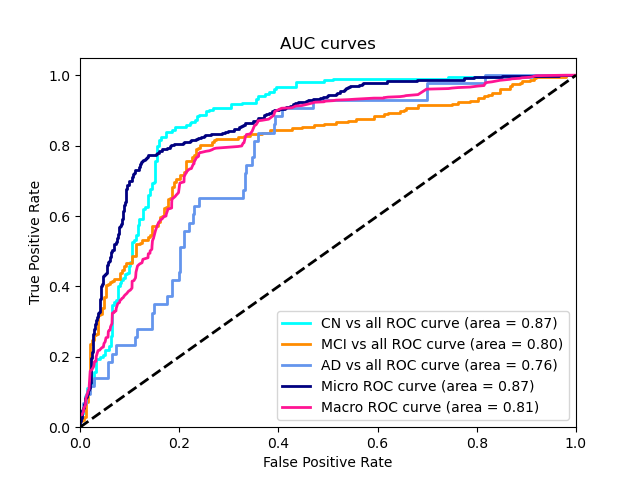 AUC curves
True Positive Rate
1.0
0.8
0.6
0.4
0.2
0.0
CN vs all ROC curve (area = 0.87)
MCI vs all ROC curve (area = 0.80)
AD vs all ROC curve (area = 0.76)
Micro ROC curve (area = 0.87)
Macro ROC curve (area = 0.81)
0.0 0.2 0.4 0.6 0.8 1.0
False Positive Rate